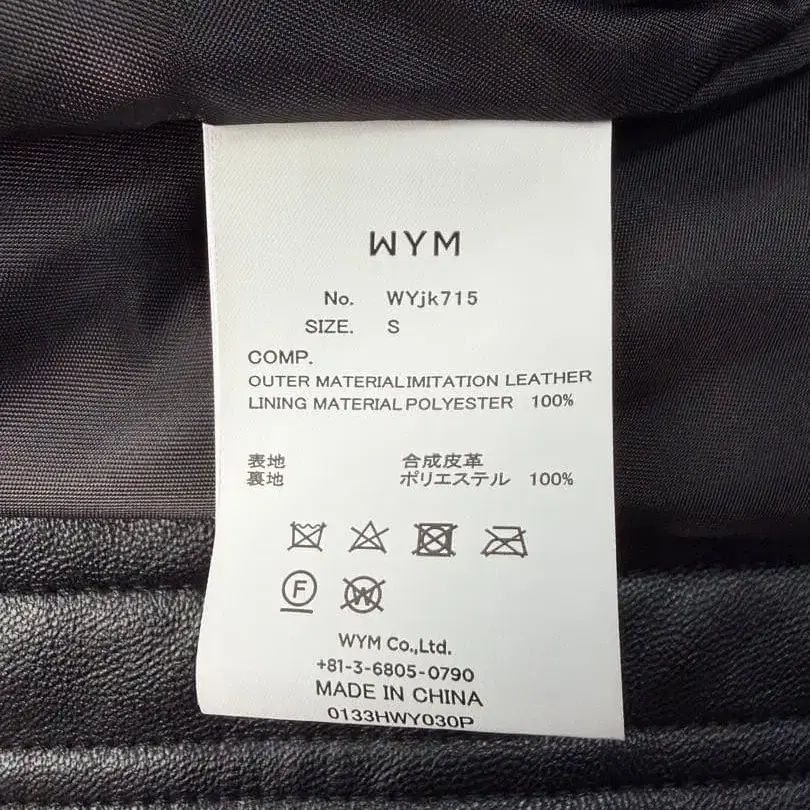 WYM
No. WYjk715
SIZE. S
COMP.
OUTER MATERIAL IMITATION LEATHER
LINING MATERIAL POLYESTER 100%
表地 合成皮革
裏地 ポリエステル 100%
F W
WYM Co.,Ltd.
+81-3-6805-0790
MADE IN CHINA
0133HWY030P